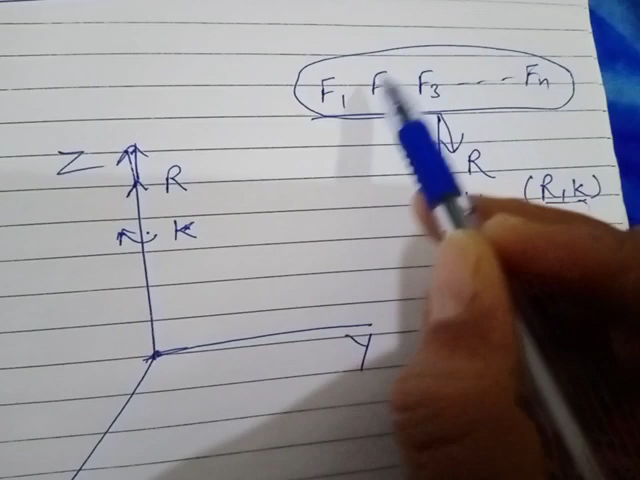 F₁ F F₃ - - - Fn
Z
R
R
(R,K)
K
Y